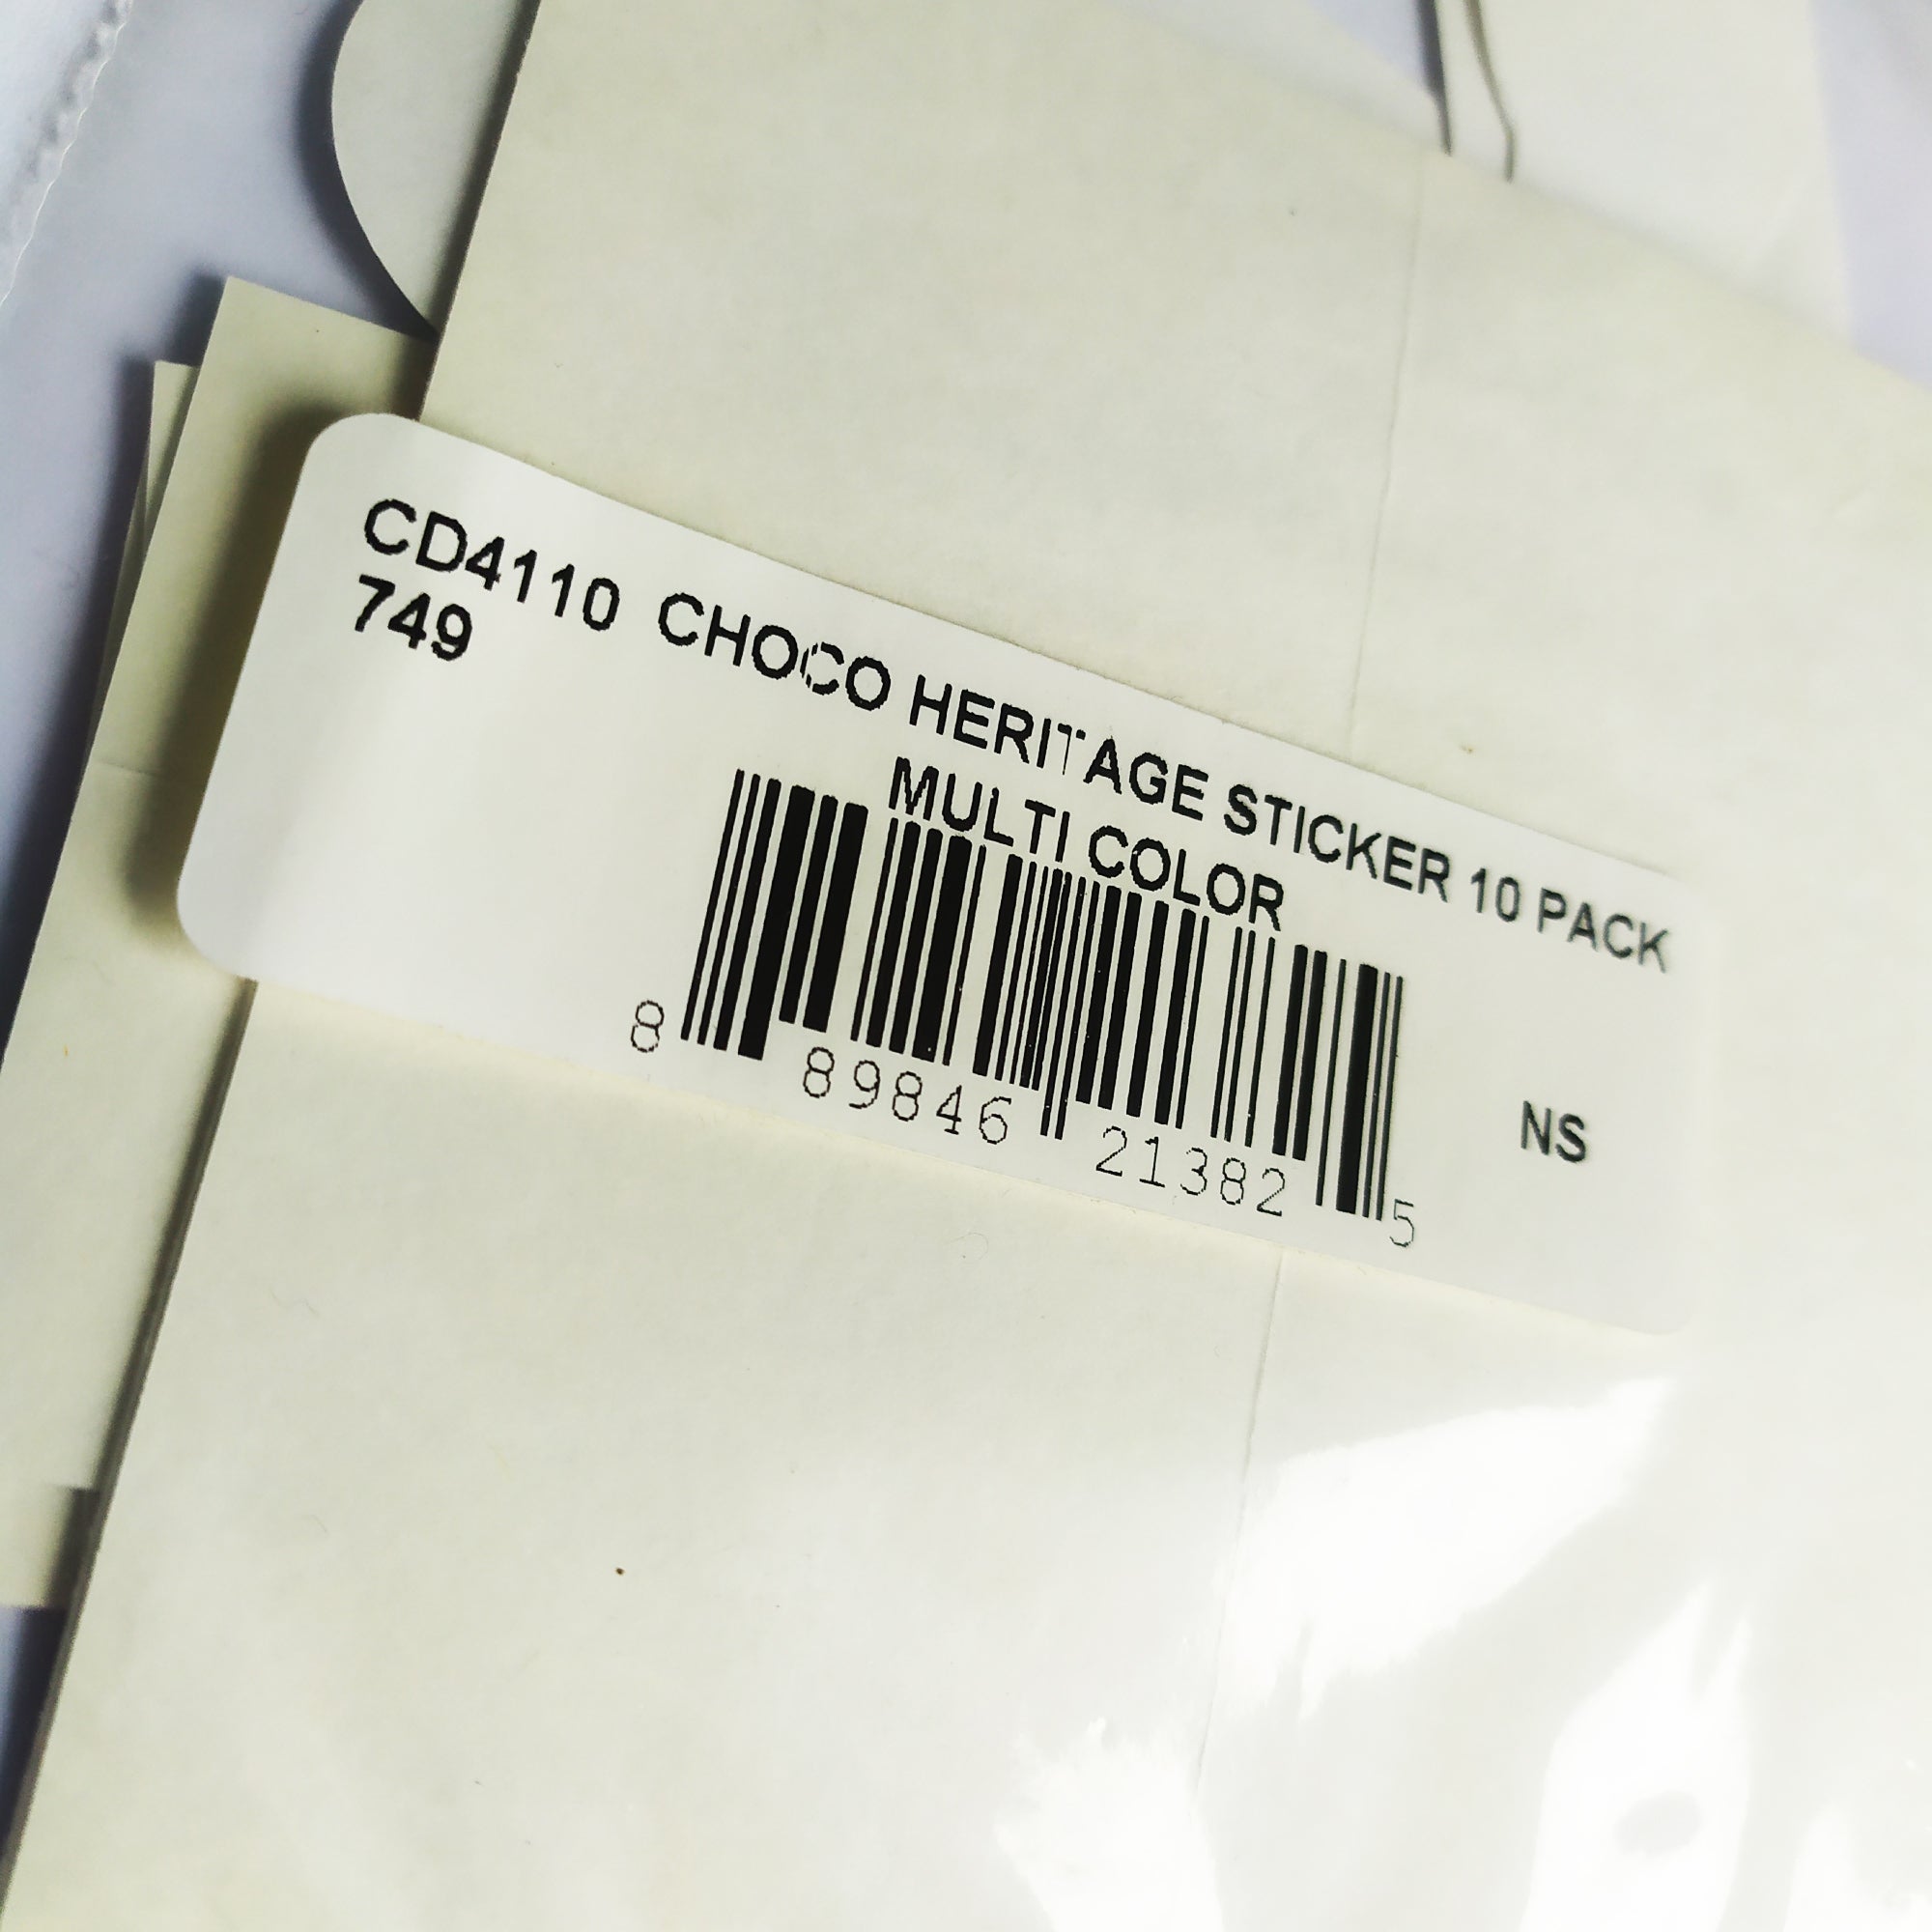 CD4110 CHOCO HERITAGE STICKER 10 PACK
749
MULTI COLOR
8 89846 21382 5
NS